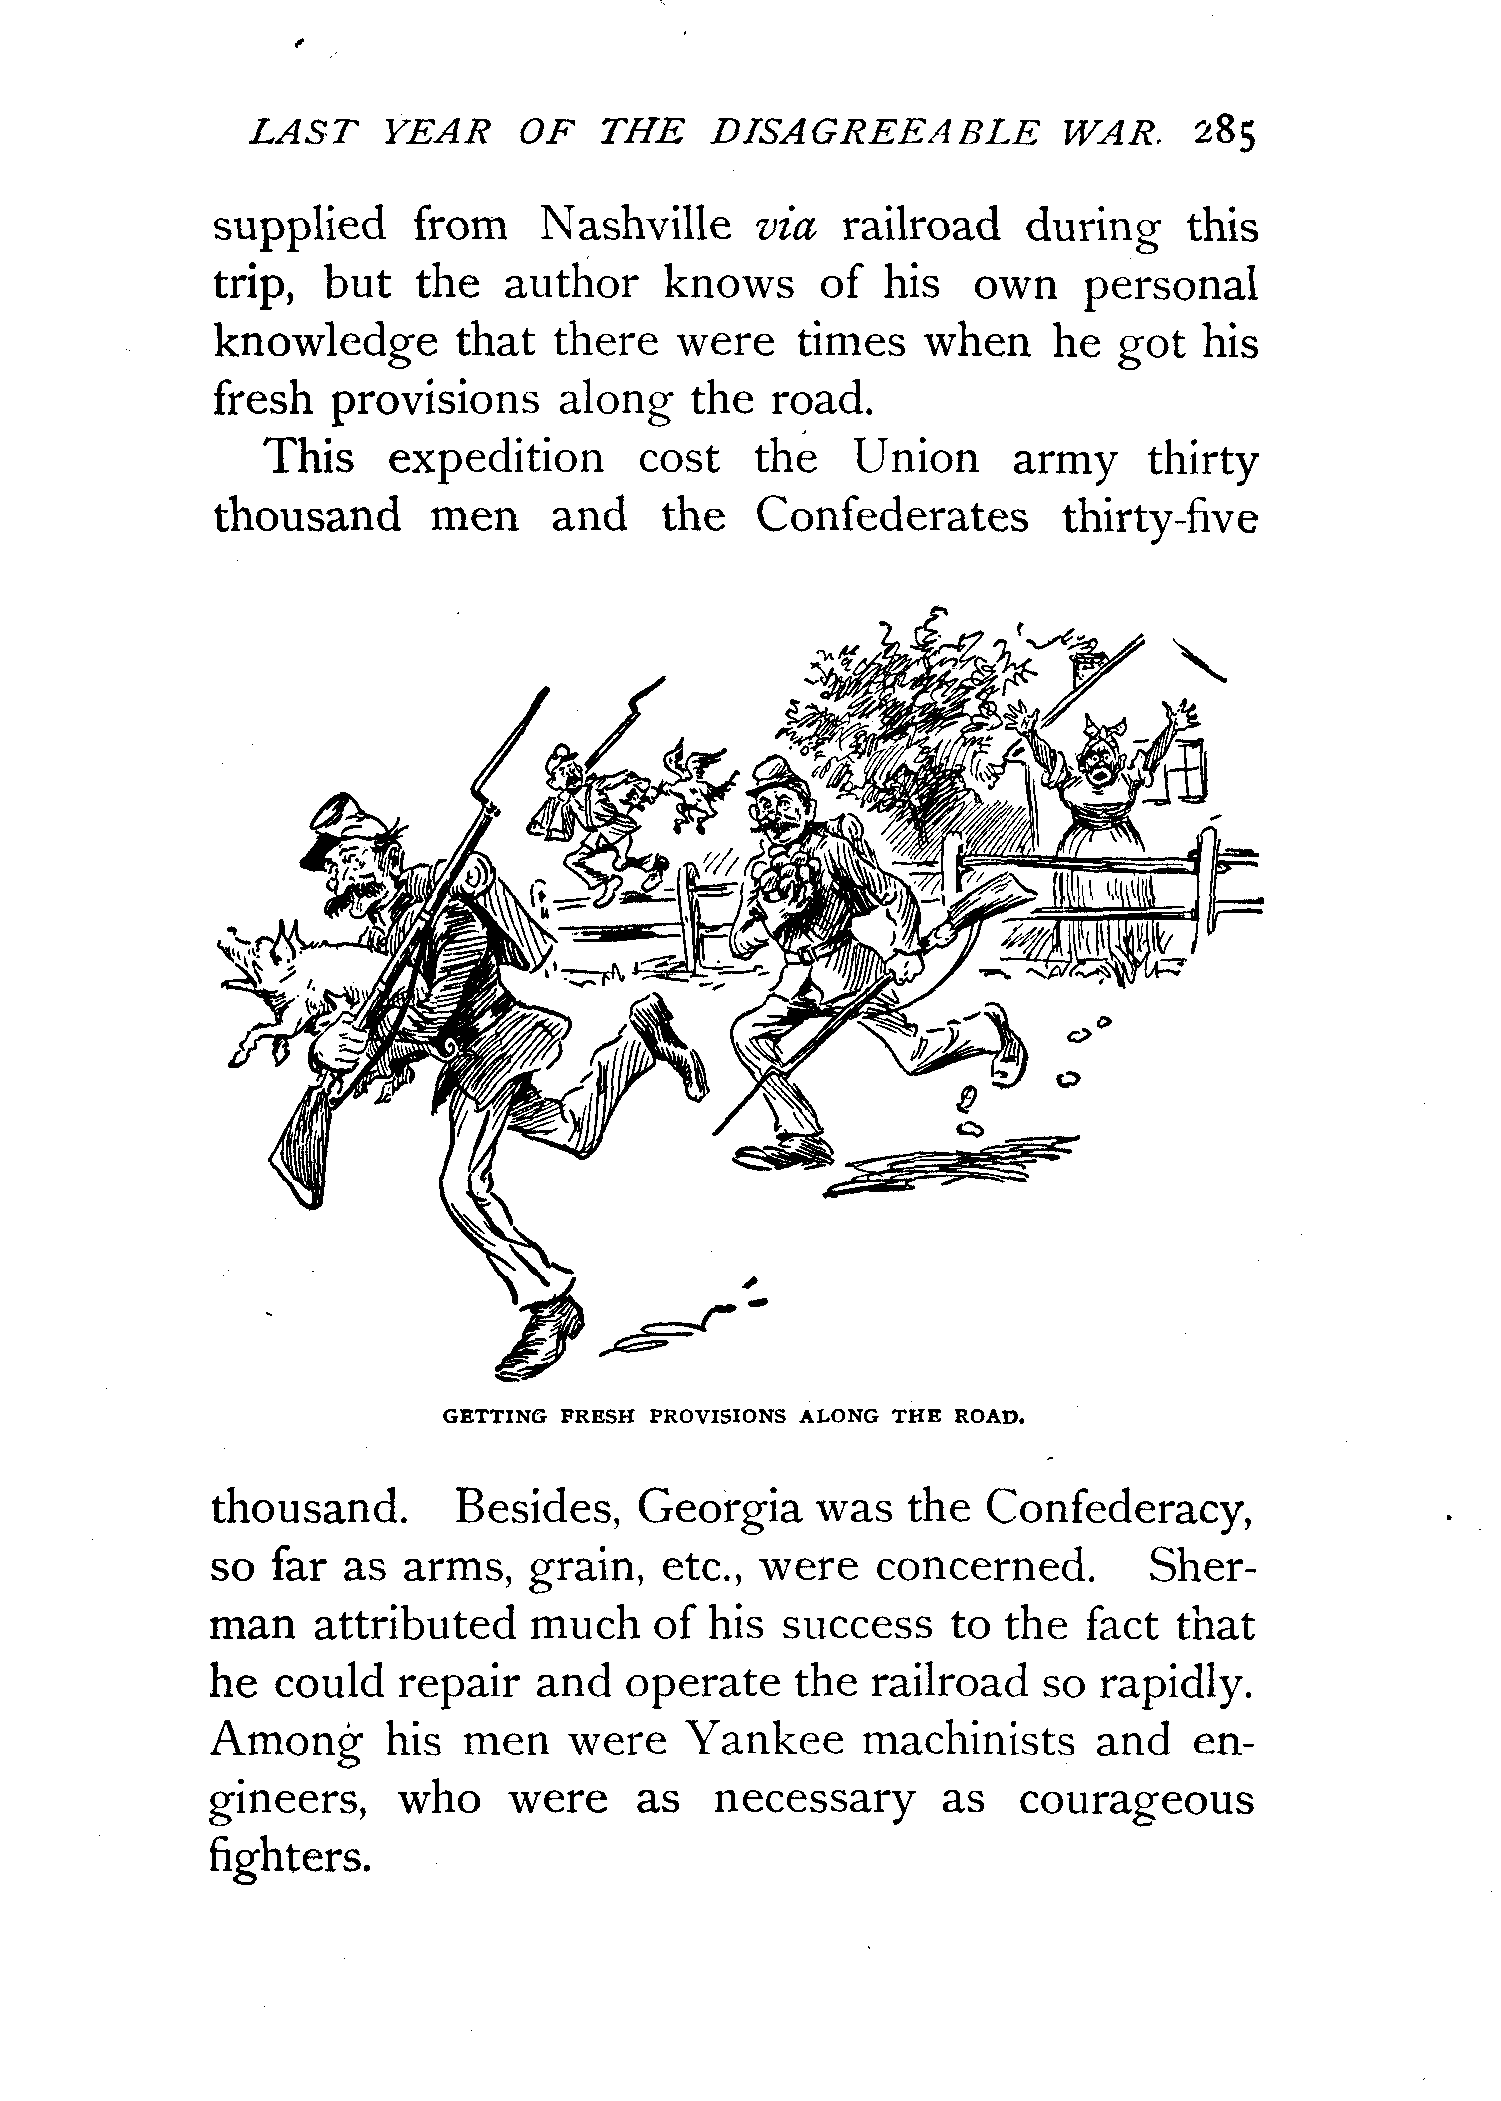 LAST YEAR OF THE DISAGREEABLE WAR. 285
supplied from Nashville via railroad during this
trip, but the author knows of his own personal
knowledge that there were times when he got his
fresh provisions along the road.
This expedition cost the Union army thirty
thousand men and the Confederates thirty-five
GETTING FRESH PROVISIONS ALONG THE ROAD.
thousand. Besides, Georgia was the Confederacy,
so far as arms, grain, etc., were concerned. Sher-
man attributed much of his success to the fact that
he could repair and operate the railroad so rapidly.
Among his men were Yankee machinists and en-
gineers, who were as necessary as courageous
fighters.